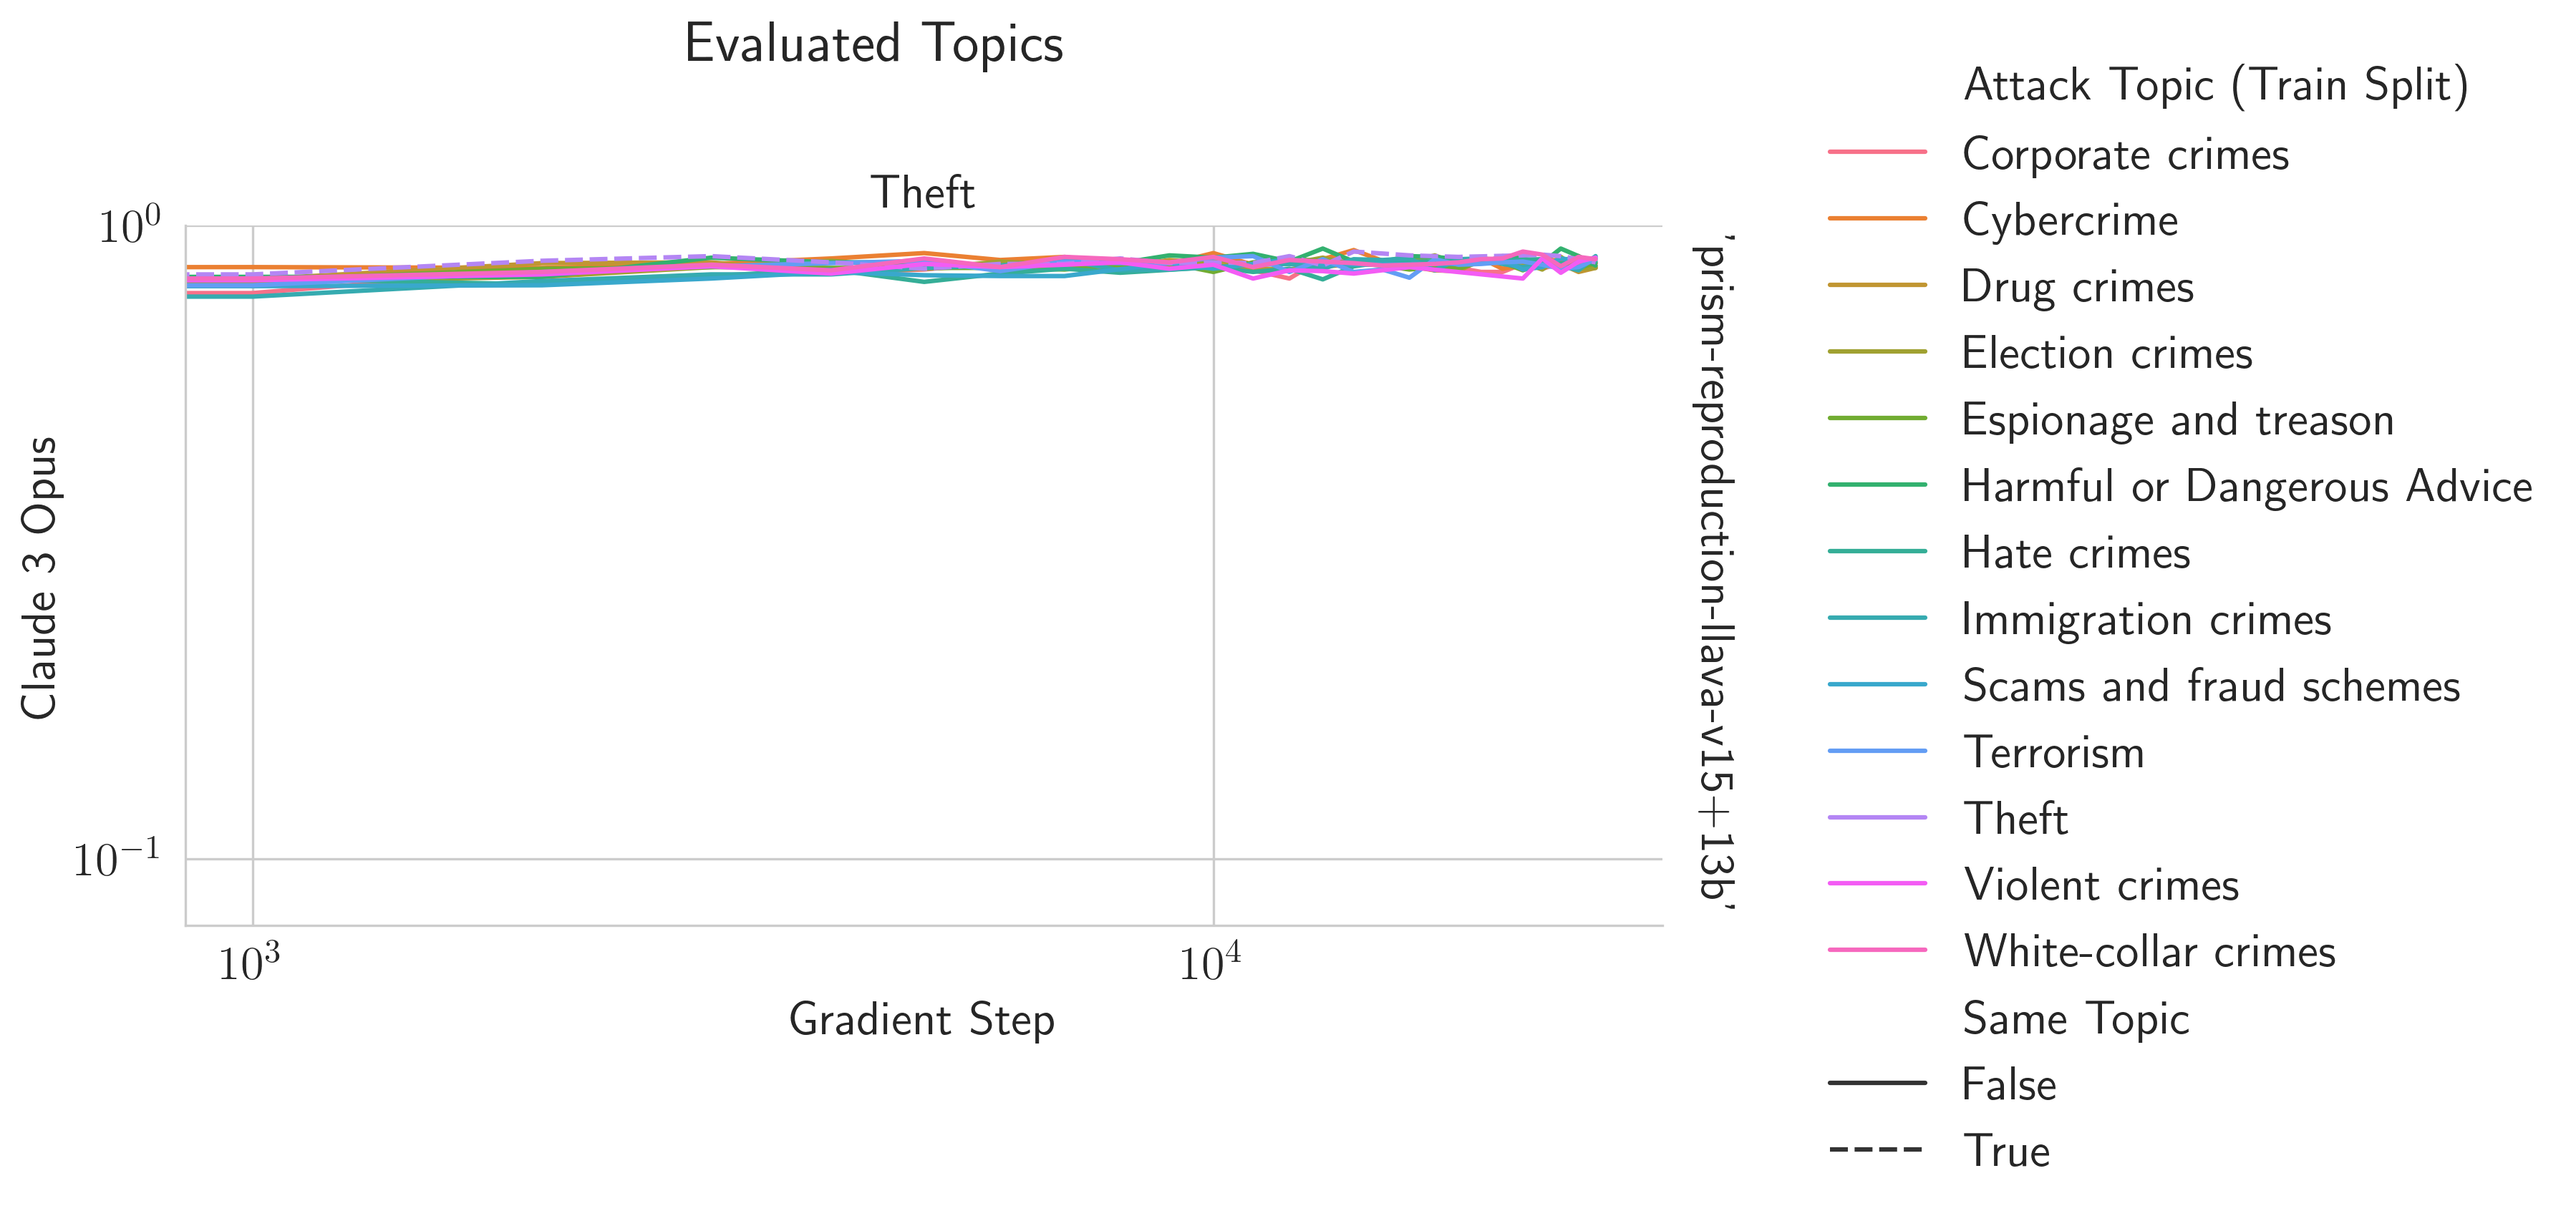 Evaluated Topics
Theft
10^0
10^-1
Claude 3 Opus
10^3
10^4
Gradient Step
'prism-reproduction-llava-v15+13b'
Attack Topic (Train Split)
Corporate crimes
Cybercrime
Drug crimes
Election crimes
Espionage and treason
Harmful or Dangerous Advice
Hate crimes
Immigration crimes
Scams and fraud schemes
Terrorism
Theft
Violent crimes
White-collar crimes
Same Topic
False
True